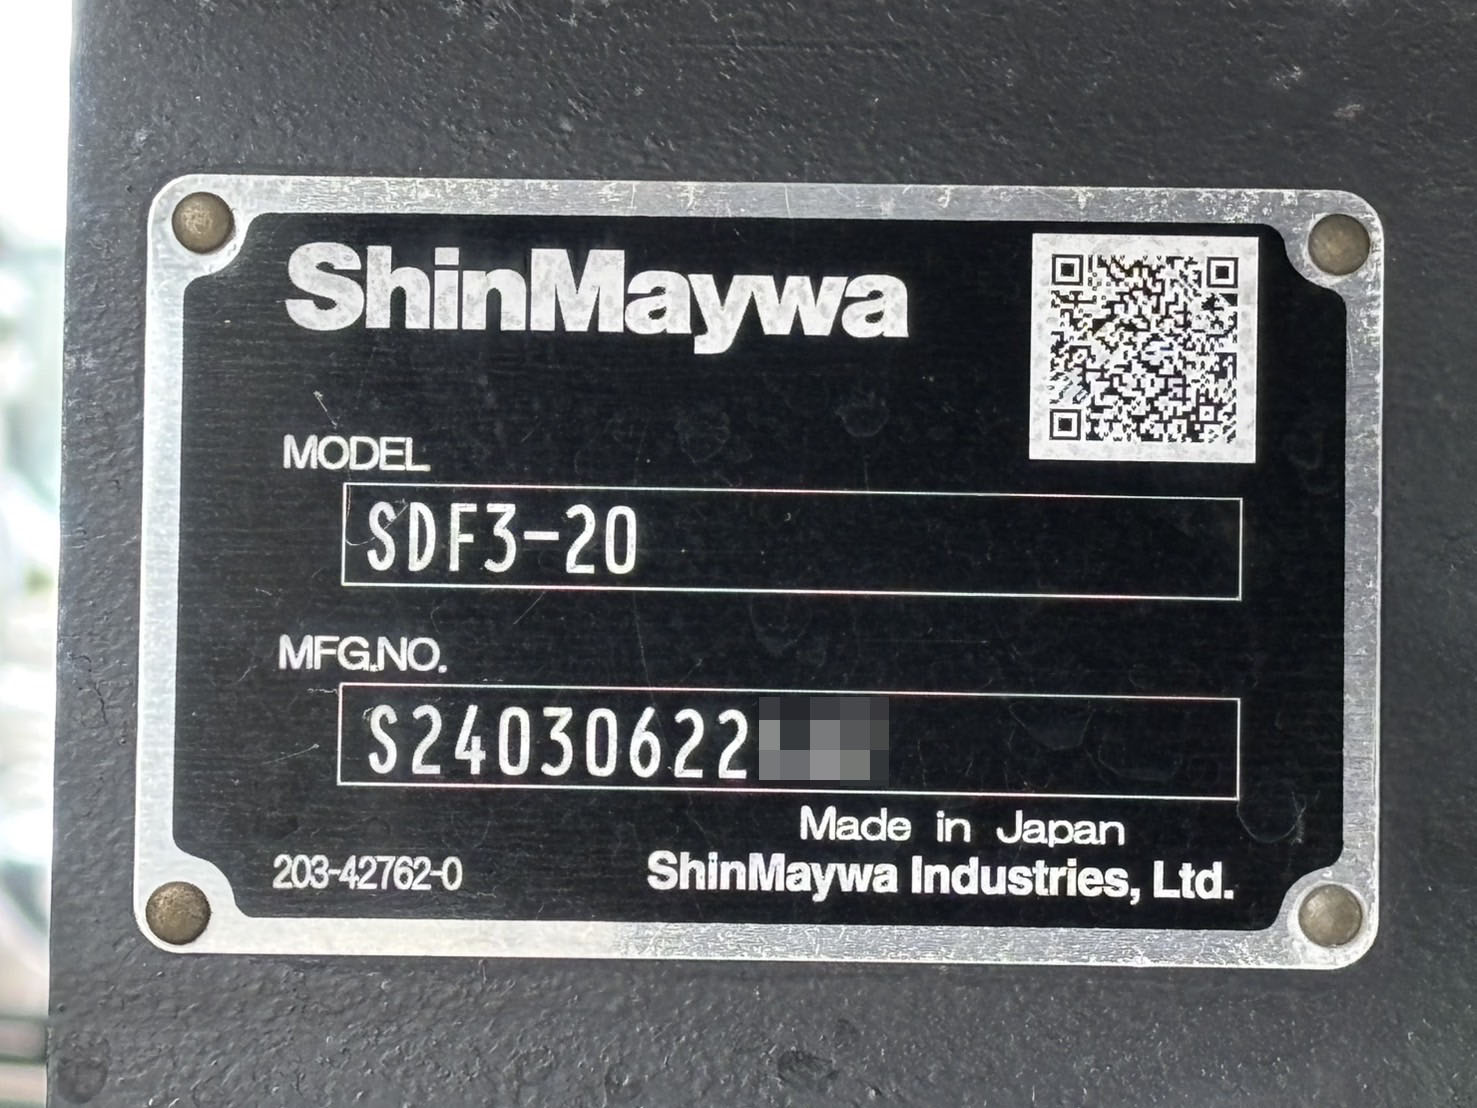 ShinMaywa
MODEL
SDF3-20
MFG.NO.
S24030622
Made in Japan
203-42762-0
ShinMaywa Industries, Ltd.